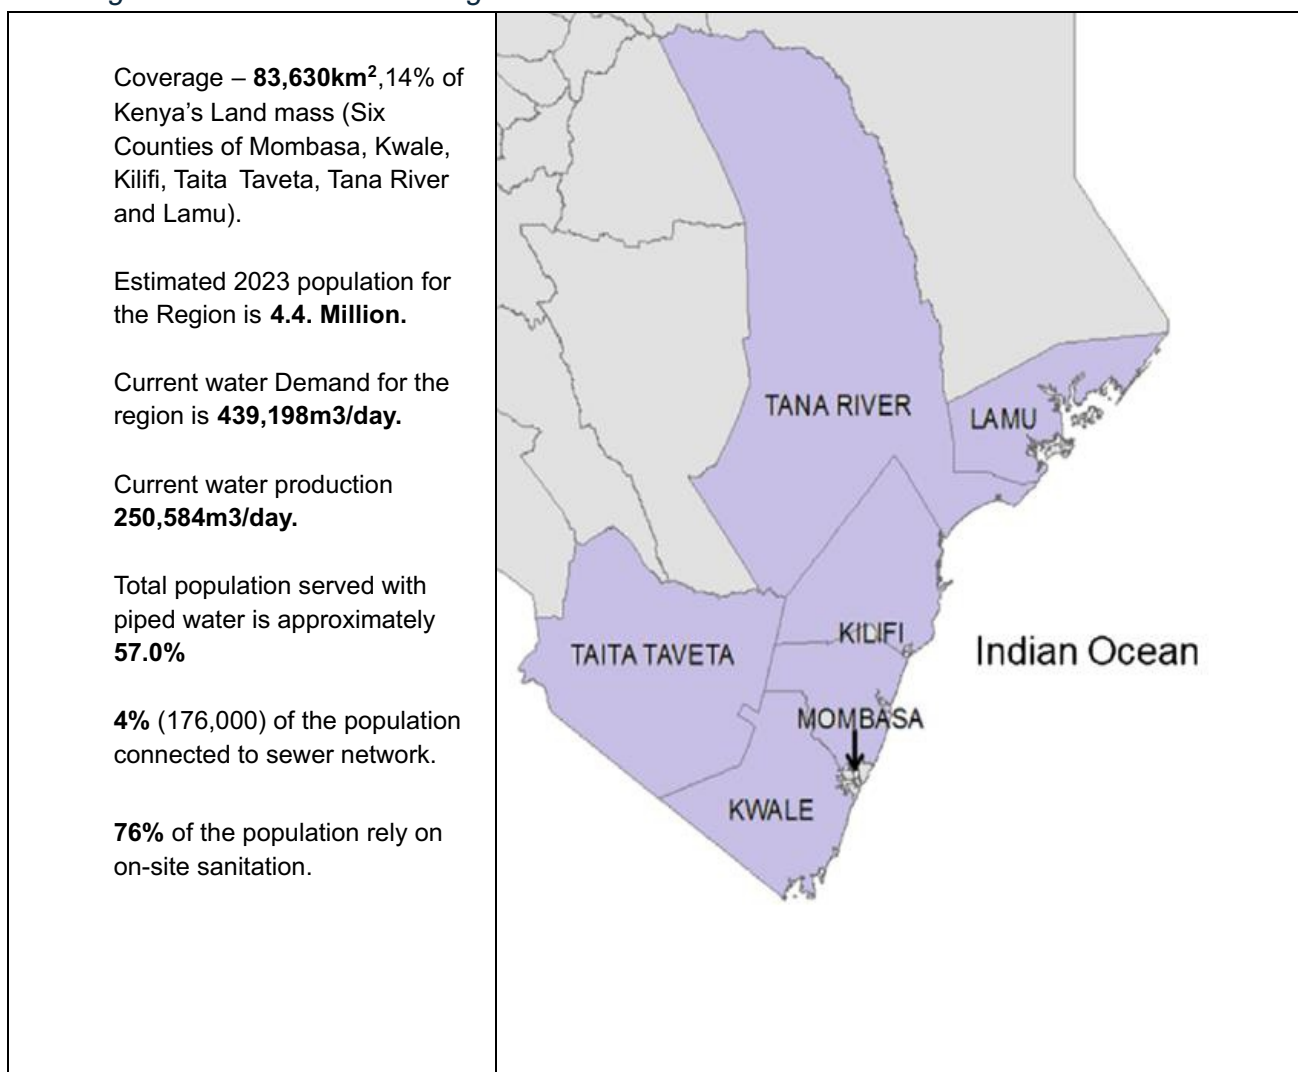 Coverage – 83,630km²,14% of
Kenya’s Land mass (Six
Counties of Mombasa, Kwale,
Kilifi, Taita Taveta, Tana River
and Lamu).
Estimated 2023 population for
the Region is 4.4. Million.
Current water Demand for the
region is 439,198m3/day.
Current water production
250,584m3/day.
Total population served with
piped water is approximately
57.0%
4% (176,000) of the population
connected to sewer network.
76% of the population rely on
on-site sanitation.
TANA RIVER
LAMU
KILIFI
TAITA TAVETA
Indian Ocean
MOMBASA
KWALE